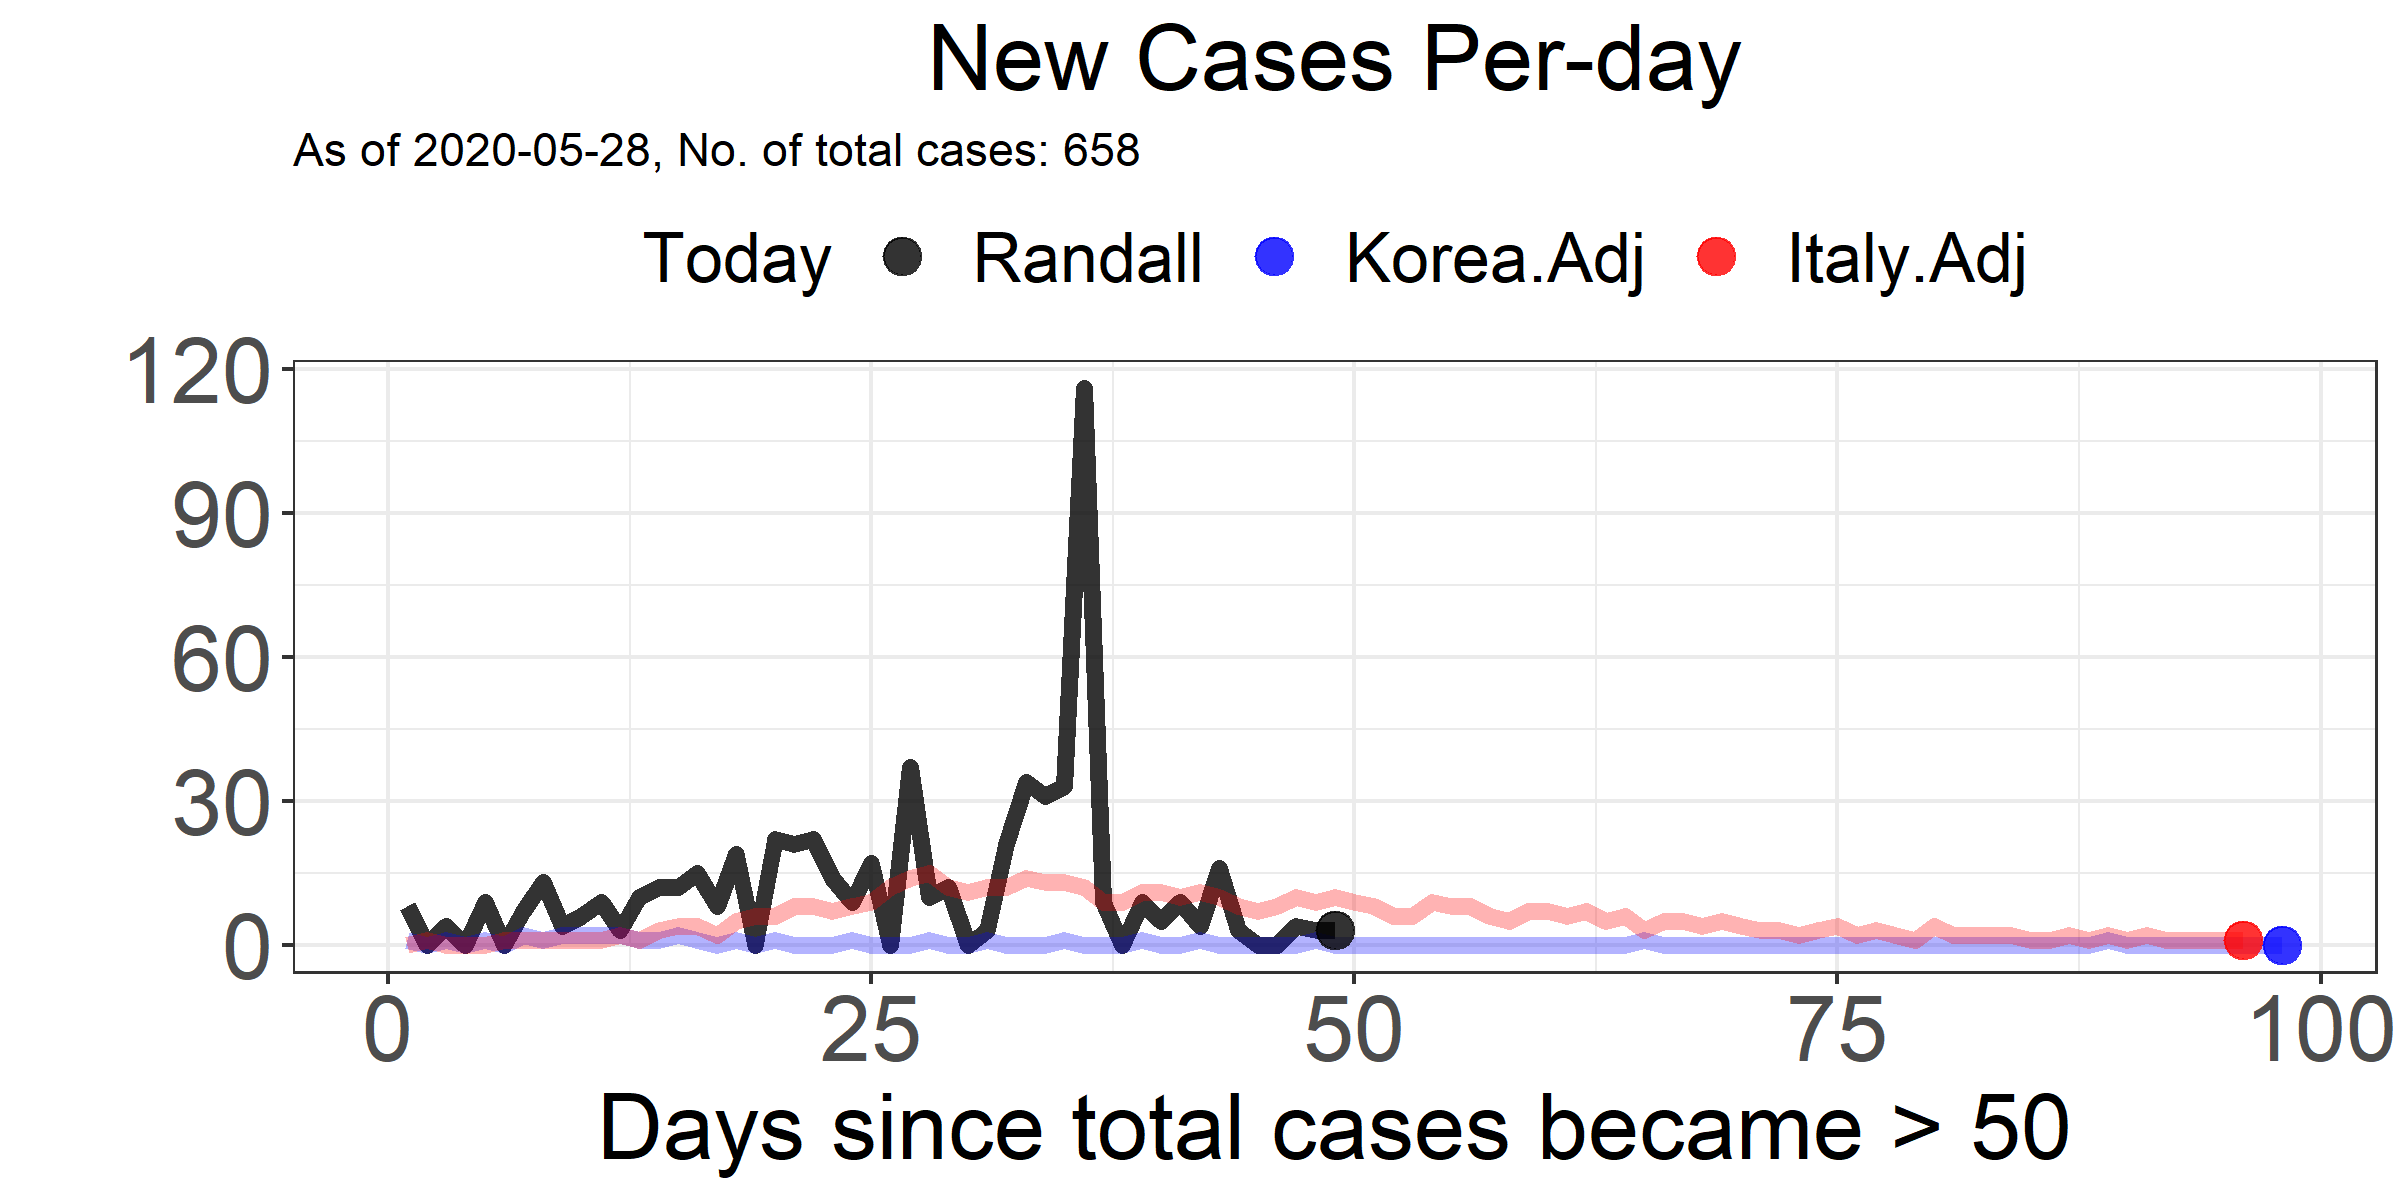 New Cases Per-day
As of 2020-05-28, No. of total cases: 658
Today Randall Korea.Adj Italy.Adj
120
90
60
30
0
0 25 50 75 100
Days since total cases became > 50